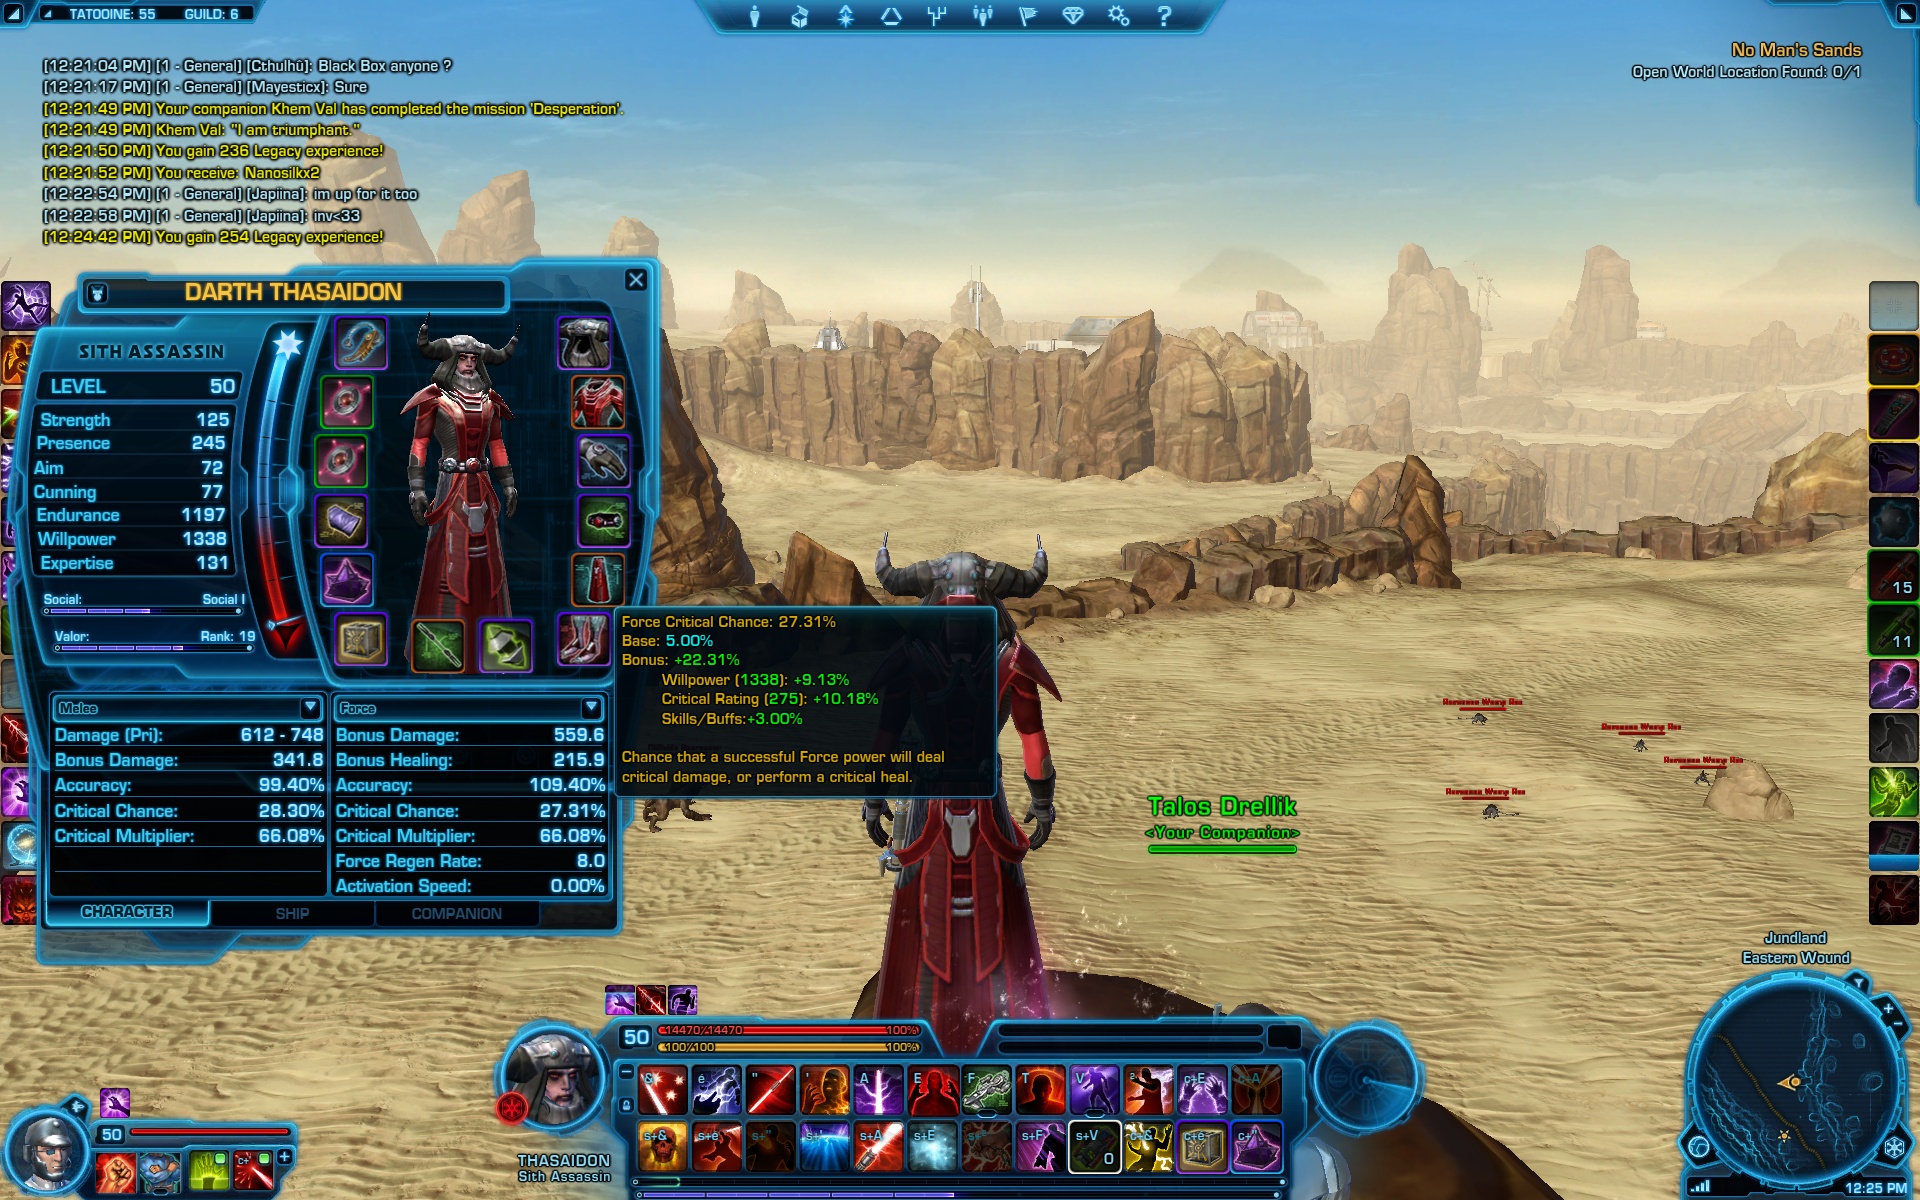 TATOOINE: 55 GUILD: 6
[12:21:04 PM] [1 - General] [Cthulhû]: Black Box anyone ?
[12:21:17 PM] [1 - General] [Mayesticx]: Sure
[12:21:49 PM] Your companion Khem Val has completed the mission 'Desperation'.
[12:21:49 PM] Khem Val: "I am triumphant."
[12:21:50 PM] You gain 236 Legacy experience!
[12:21:52 PM] You receive: Nanosilkx2
[12:22:54 PM] [1 - General] [Japiina]: im up for it too
[12:22:58 PM] [1 - General] [Japiina]: inv<33
[12:24:42 PM] You gain 254 Legacy experience!
No Man's Sands
Open World Location Found: 0/1
DARTH THASAIDON
SITH ASSASSIN
LEVEL 50
Strength 125
Presence 245
Aim 72
Cunning 77
Endurance 1197
Willpower 1338
Expertise 131
Social: Social I
Valor: Rank: 19
Melee
Damage (Pri): 612 - 748
Bonus Damage: 341.8
Accuracy: 99.40%
Critical Chance: 28.30%
Critical Multiplier: 66.08%
Force
Bonus Damage: 559.6
Bonus Healing: 215.9
Accuracy: 109.40%
Critical Chance: 27.31%
Critical Multiplier: 66.08%
Force Regen Rate: 8.0
Activation Speed: 0.00%
CHARACTER SHIP COMPANION
Force Critical Chance: 27.31%
Base: 5.00%
Bonus: +22.31%
Willpower (1338): +9.13%
Critical Rating (275): +10.18%
Skills/Buffs:+3.00%
Chance that a successful Force power will deal
critical damage, or perform a critical heal.
Talos Drellik
<Your Companion>
15
11
Jundland
Eastern Wound
12:25 PM
50 14470/14470 100%
100/100 100%
& é " ' A E F T V ² c+E c+A
s+& s+é s+" s+' s+A s+E s+F s+V 0 c+& c+é c+"
THASAIDON
Sith Assassin
50
c+